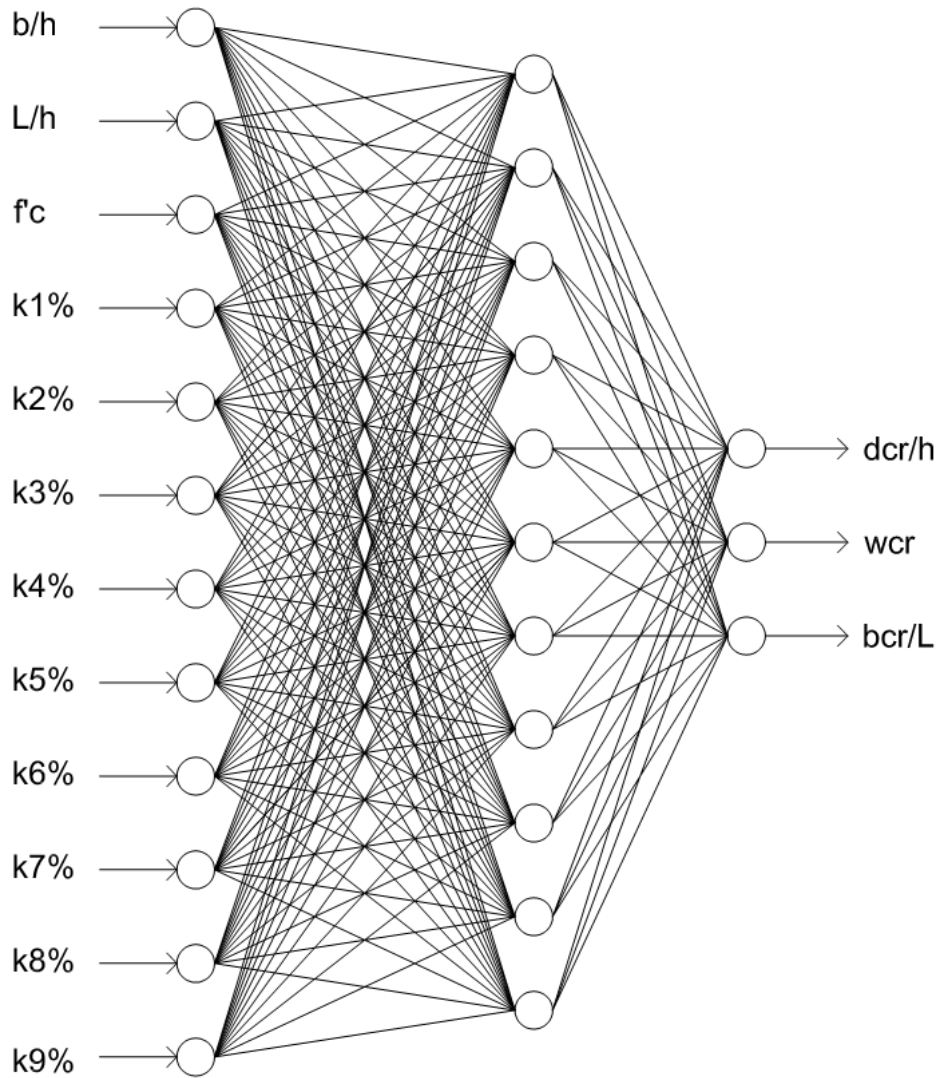 b/h
L/h
f'c
k1%
k2%
k3%
k4%
k5%
k6%
k7%
k8%
k9%
dcr/h
wcr
bcr/L